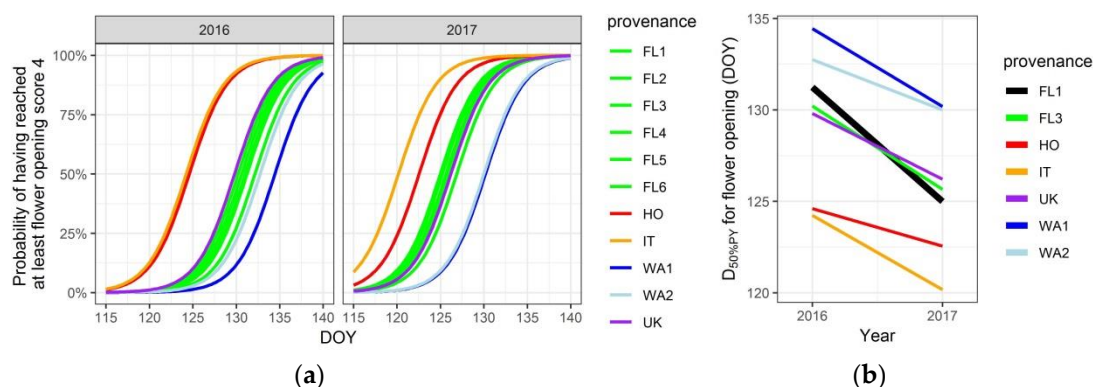 2016
2017
Probability of having reached
at least flower opening score 4
100%
75%
50%
25%
0%
115 120 125 130 135 140
115 120 125 130 135 140
DOY
provenance
FL1
FL2
FL3
FL4
FL5
FL6
HO
IT
WA1
WA2
UK
(a)
D50%PY for flower opening (DOY)
135
130
125
120
2016 2017
Year
provenance
FL1
FL3
HO
IT
UK
WA1
WA2
(b)